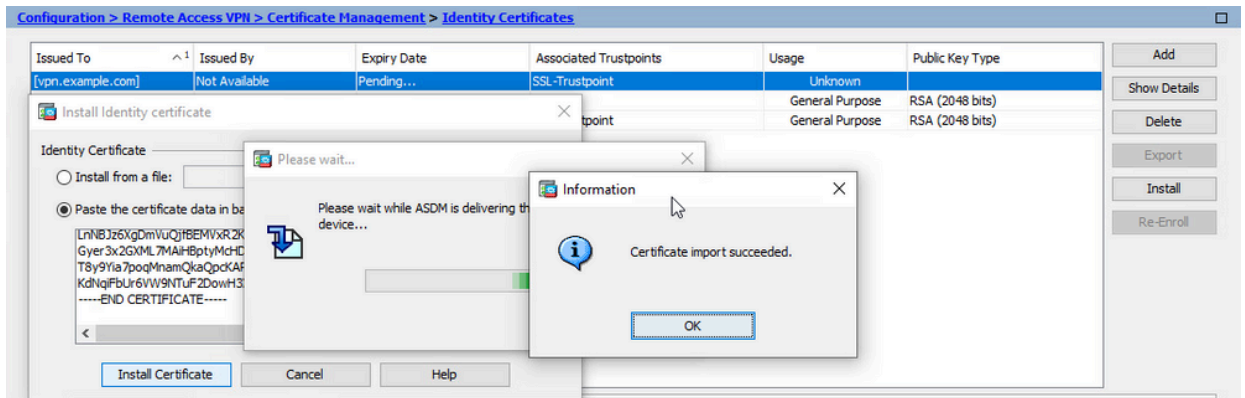 Configuration > Remote Access VPN > Certificate Management > Identity Certificates
Issued To 1 Issued By Expiry Date Associated Trustpoints Usage Public Key Type
[vpn.example.com] Not Available Pending... SSL-Trustpoint Unknown
General Purpose RSA (2048 bits)
tpoint General Purpose RSA (2048 bits)
Add
Show Details
Delete
Export
Install
Re-Enroll
Install Identity certificate
Identity Certificate
Install from a file:
Paste the certificate data in ba
LnNBJz6XgDmVuQjfBEMVxR2K
Gyer3x2GXML7MAiHBptyMcHD
T8y9Yia7poqMnamQkaQpcKAF
KdNqiFbUr6VW9NTuF2DowH3
-----END CERTIFICATE-----
Install Certificate Cancel Help
Please wait...
Please wait while ASDM is delivering th
device...
Information
Certificate import succeeded.
OK